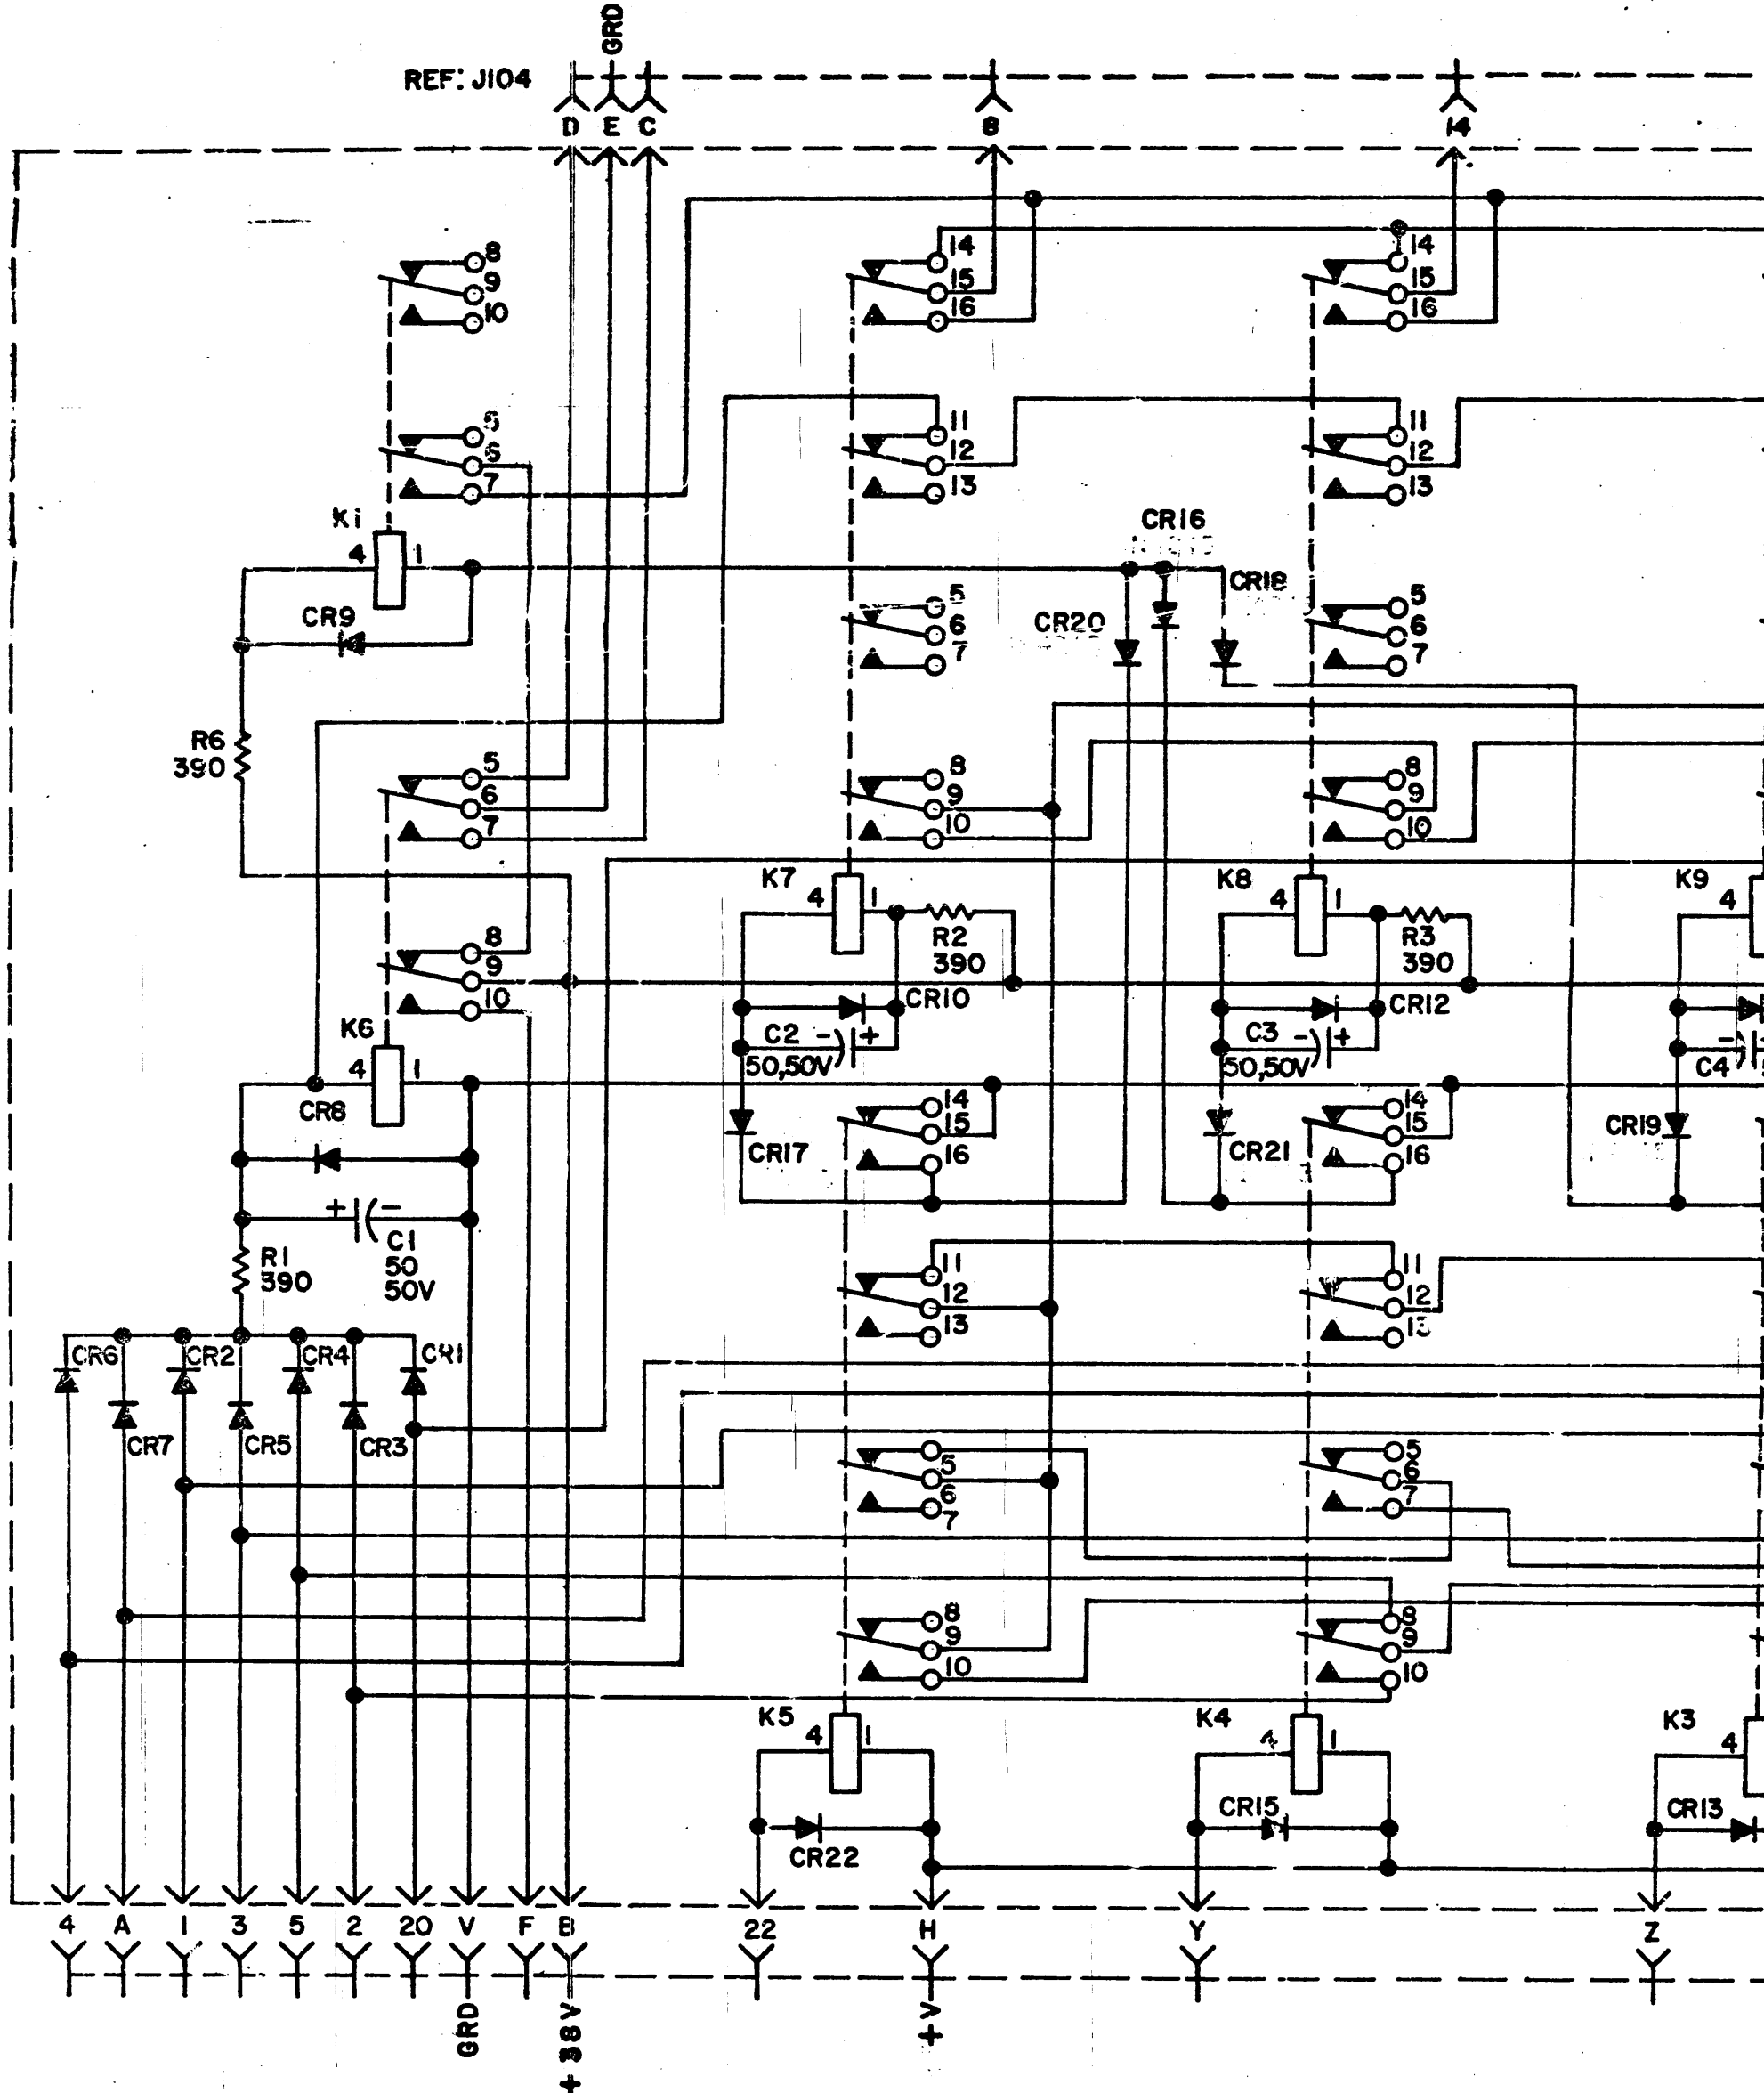 GRD
REF: J104
D E C 8 14
8 14 14
9 15 15
10 16 16
5 11 11
6 12 12
7 13 13
K1
4 1
CR16
CR9 CR20 CR18
5 5
6 6
7 7
R6
390
5 8 8
6 9 9
7 10 10
K7 K8 K9
4 1 4 1 4
R2 R3
390 390
8
9
10
CR10 CR12
K6
4 1
C2 - + C3 - + C4 -
50,50V 50,50V
CR8
14 14
15 15
16 16
CR17 CR21 CR19
+ -
C1
50
50V
R1
390
11 11
12 12
13 13
CR6 CR2 CR4 CR1
CR7 CR5 CR3
5 5
6 6
7 7
8 8
9 9
10 10
K5 K4 K3
4 1 4 1 4
CR22 CR15 CR13
4 A 1 3 5 2 20 V F B 22 H Y Z
GRD
+38V
+V